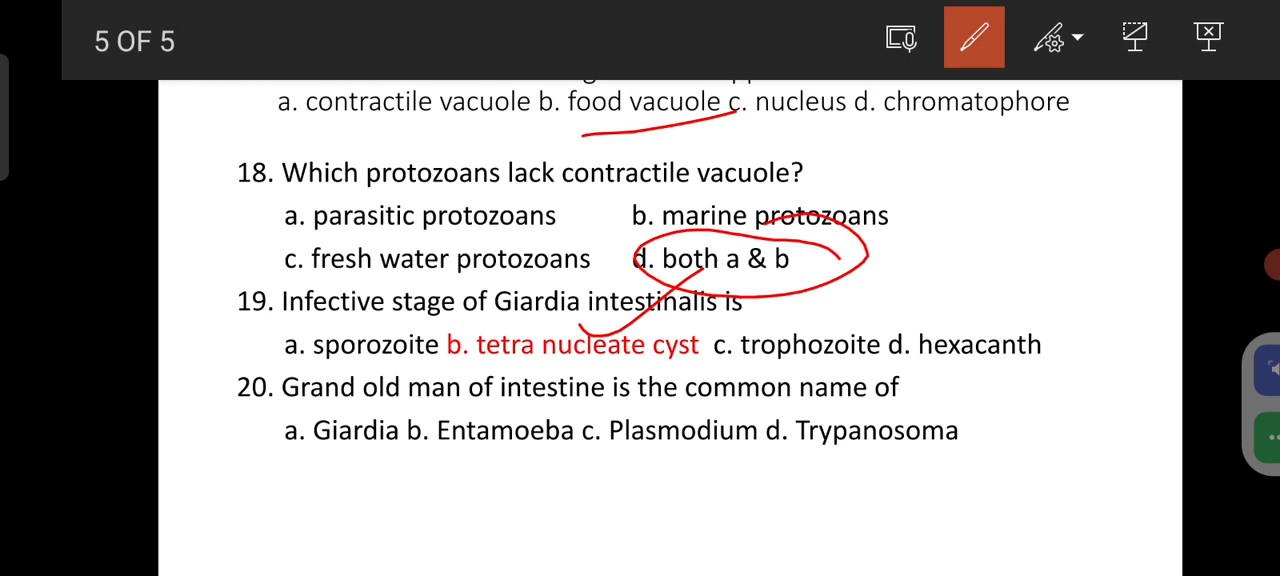 5 OF 5
a. contractile vacuole b. food vacuole c. nucleus d. chromatophore
18. Which protozoans lack contractile vacuole?
a. parasitic protozoans b. marine protozoans
c. fresh water protozoans d. both a & b
19. Infective stage of Giardia intestinalis is
a. sporozoite b. tetra nucleate cyst c. trophozoite d. hexacanth
20. Grand old man of intestine is the common name of
a. Giardia b. Entamoeba c. Plasmodium d. Trypanosoma